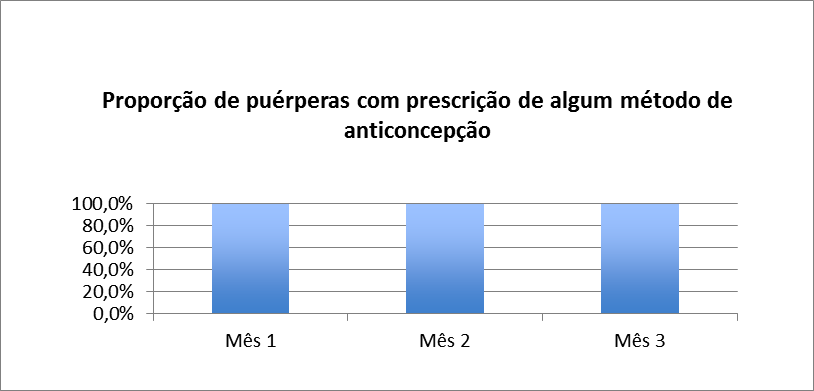 Proporção de puérperas com prescrição de algum método de
anticoncepção
100,0%
80,0%
60,0%
40,0%
20,0%
0,0%
Mês 1
Mês 2
Mês 3